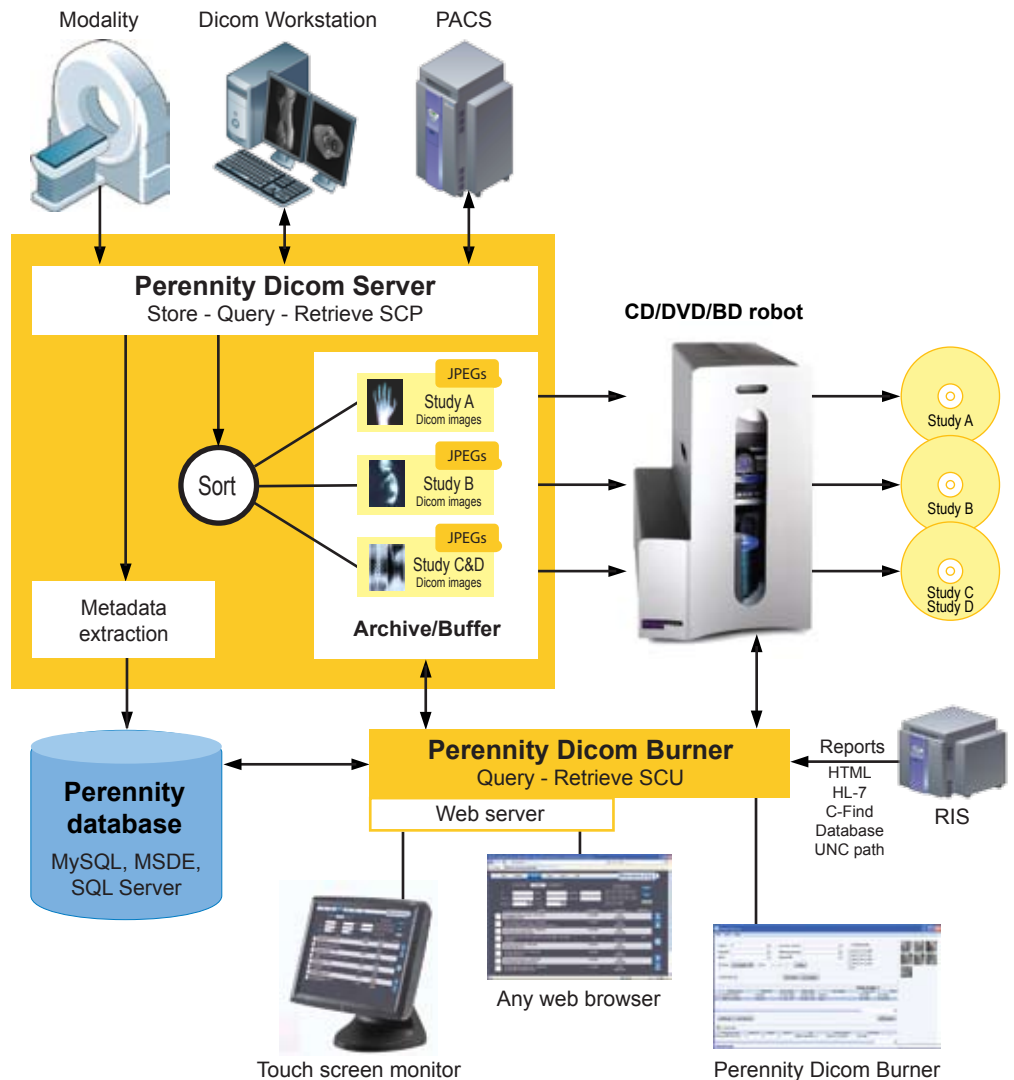 Modality
Dicom Workstation
PACS
Perennity Dicom Server
Store - Query - Retrieve SCP
CD/DVD/BD robot
JPEGs
Study A
Dicom images
Study A
Sort
JPEGs
Study B
Dicom images
Study B
JPEGs
Study C&D
Dicom images
Study C
Study D
Metadata
extraction
Archive/Buffer
Perennity Dicom Burner
Query - Retrieve SCU
Web server
Reports
HTML
HL-7
C-Find
Database
UNC path
RIS
Perennity
database
MySQL, MSDE,
SQL Server
Any web browser
Touch screen monitor
Perennity Dicom Burner